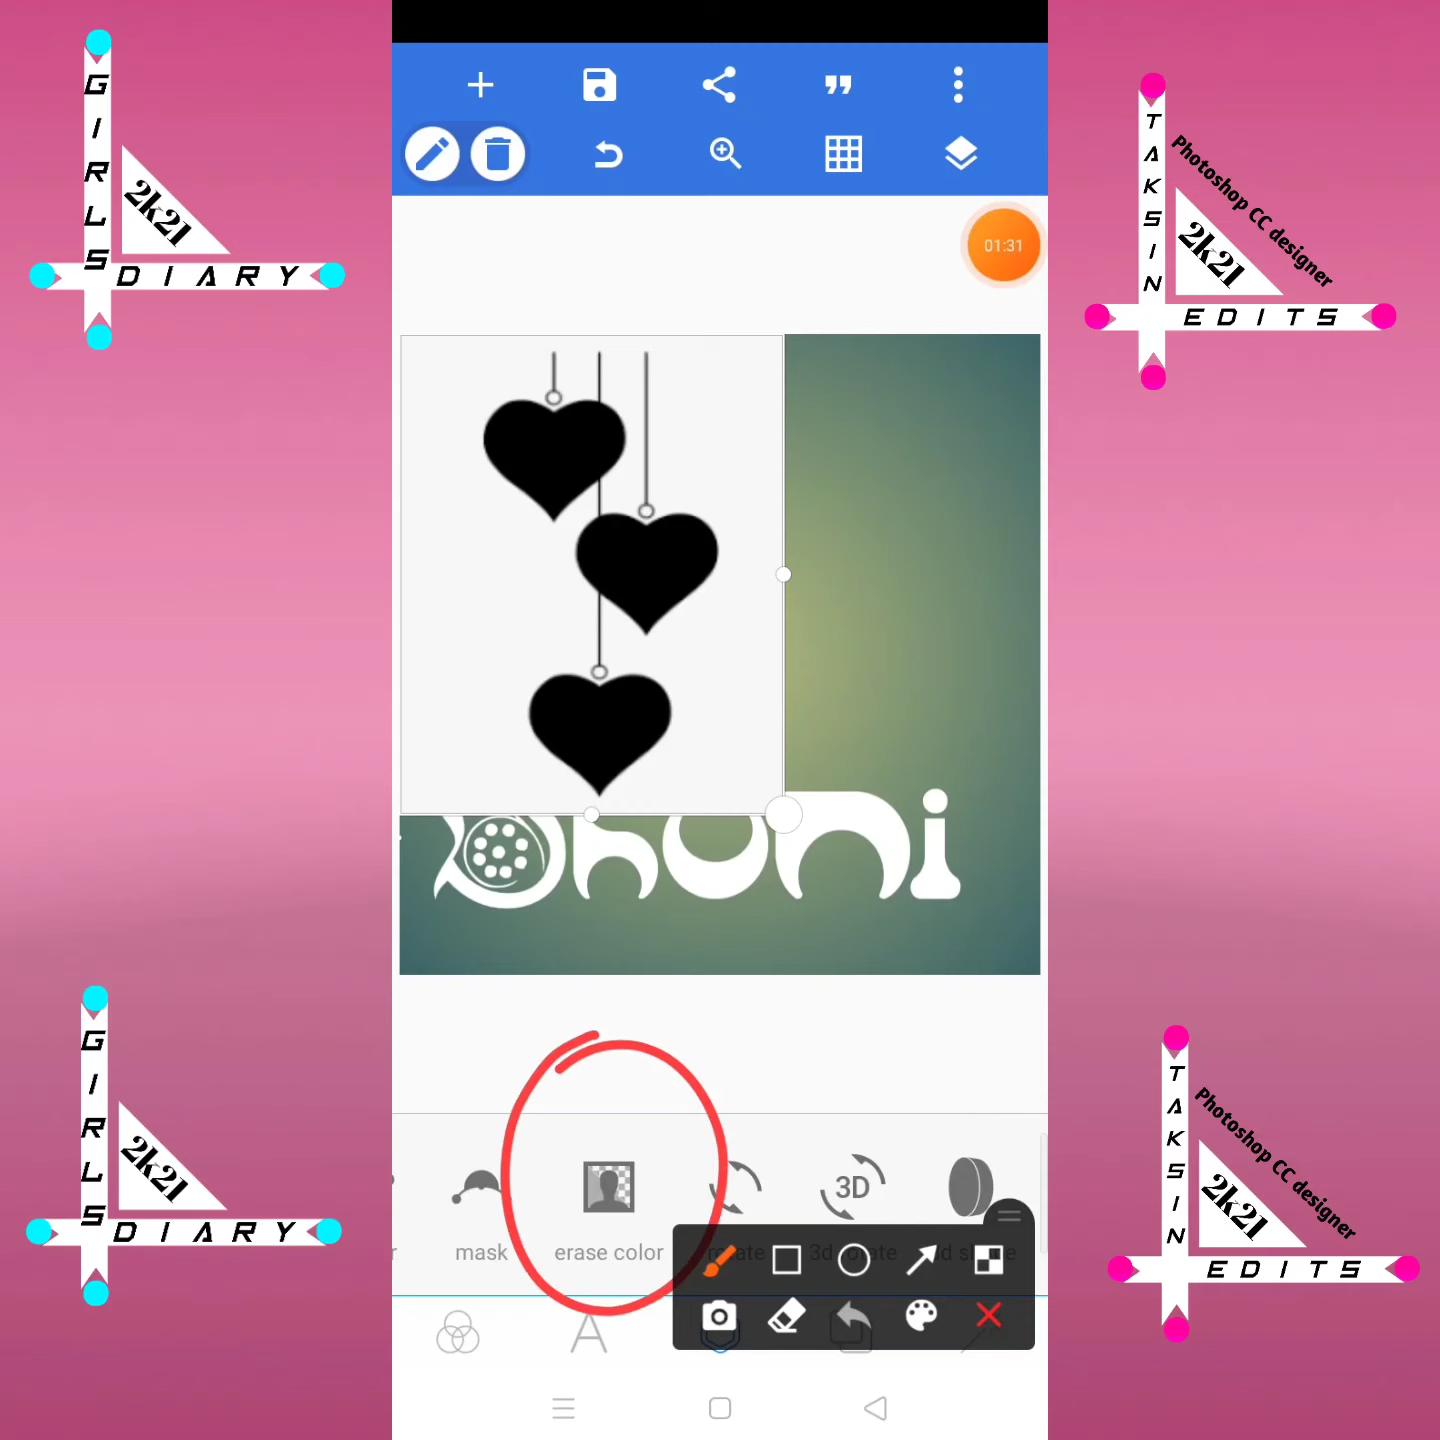 GIRLS
2k21
DIARY
TAKSIN
Photoshop CC designer
2k21
EDITS
01:31
Dhoni
mask
erase color
3D
GIRLS
2k21
DIARY
TAKSIN
Photoshop CC designer
2k21
EDITS